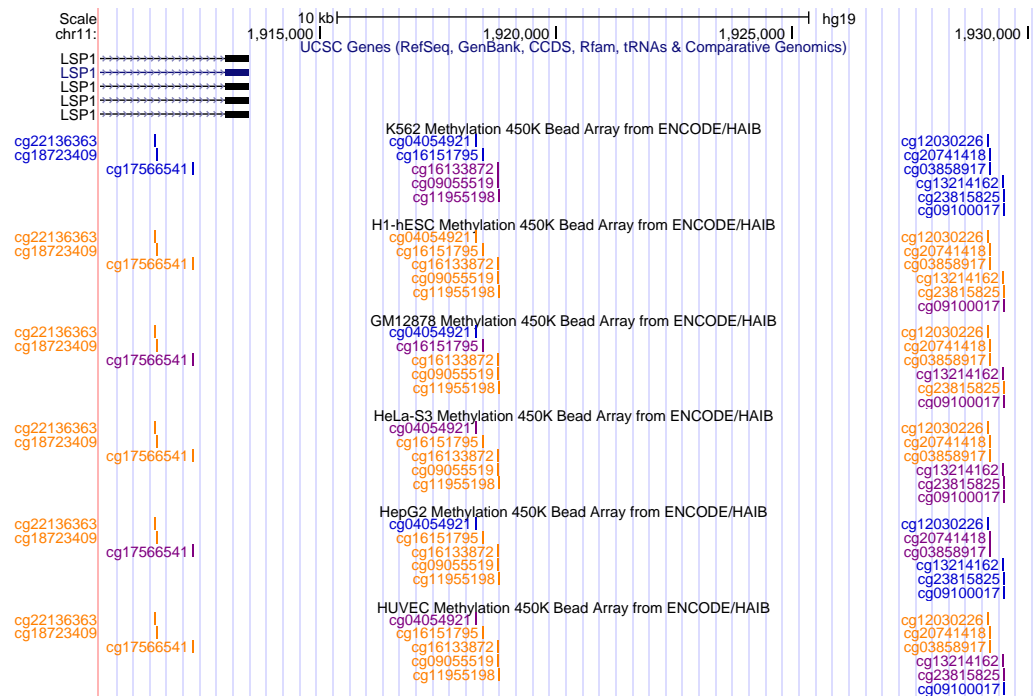 Scale 10 kb hg19
chr11: 1,915,000 1,920,000 1,925,000 1,930,000
UCSC Genes (RefSeq, GenBank, CCDS, Rfam, tRNAs & Comparative Genomics)
LSP1
LSP1
LSP1
LSP1
LSP1
K562 Methylation 450K Bead Array from ENCODE/HAIB
cg22136363 cg04054921 cg12030226
cg18723409 cg16151795 cg20741418
cg17566541 cg16133872 cg03858917
cg09055519 cg13214162
cg11955198 cg23815825
cg09100017
H1-hESC Methylation 450K Bead Array from ENCODE/HAIB
cg22136363 cg04054921 cg12030226
cg18723409 cg16151795 cg20741418
cg17566541 cg16133872 cg03858917
cg09055519 cg13214162
cg11955198 cg23815825
cg09100017
GM12878 Methylation 450K Bead Array from ENCODE/HAIB
cg22136363 cg04054921 cg12030226
cg18723409 cg16151795 cg20741418
cg17566541 cg16133872 cg03858917
cg09055519 cg13214162
cg11955198 cg23815825
cg09100017
HeLa-S3 Methylation 450K Bead Array from ENCODE/HAIB
cg22136363 cg04054921 cg12030226
cg18723409 cg16151795 cg20741418
cg17566541 cg16133872 cg03858917
cg09055519 cg13214162
cg11955198 cg23815825
cg09100017
HepG2 Methylation 450K Bead Array from ENCODE/HAIB
cg22136363 cg04054921 cg12030226
cg18723409 cg16151795 cg20741418
cg17566541 cg16133872 cg03858917
cg09055519 cg13214162
cg11955198 cg23815825
cg09100017
HUVEC Methylation 450K Bead Array from ENCODE/HAIB
cg22136363 cg04054921 cg12030226
cg18723409 cg16151795 cg20741418
cg17566541 cg16133872 cg03858917
cg09055519 cg13214162
cg11955198 cg23815825
cg09100017